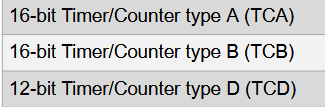 16-bit Timer/Counter type A (TCA)
16-bit Timer/Counter type B (TCB)
12-bit Timer/Counter type D (TCD)